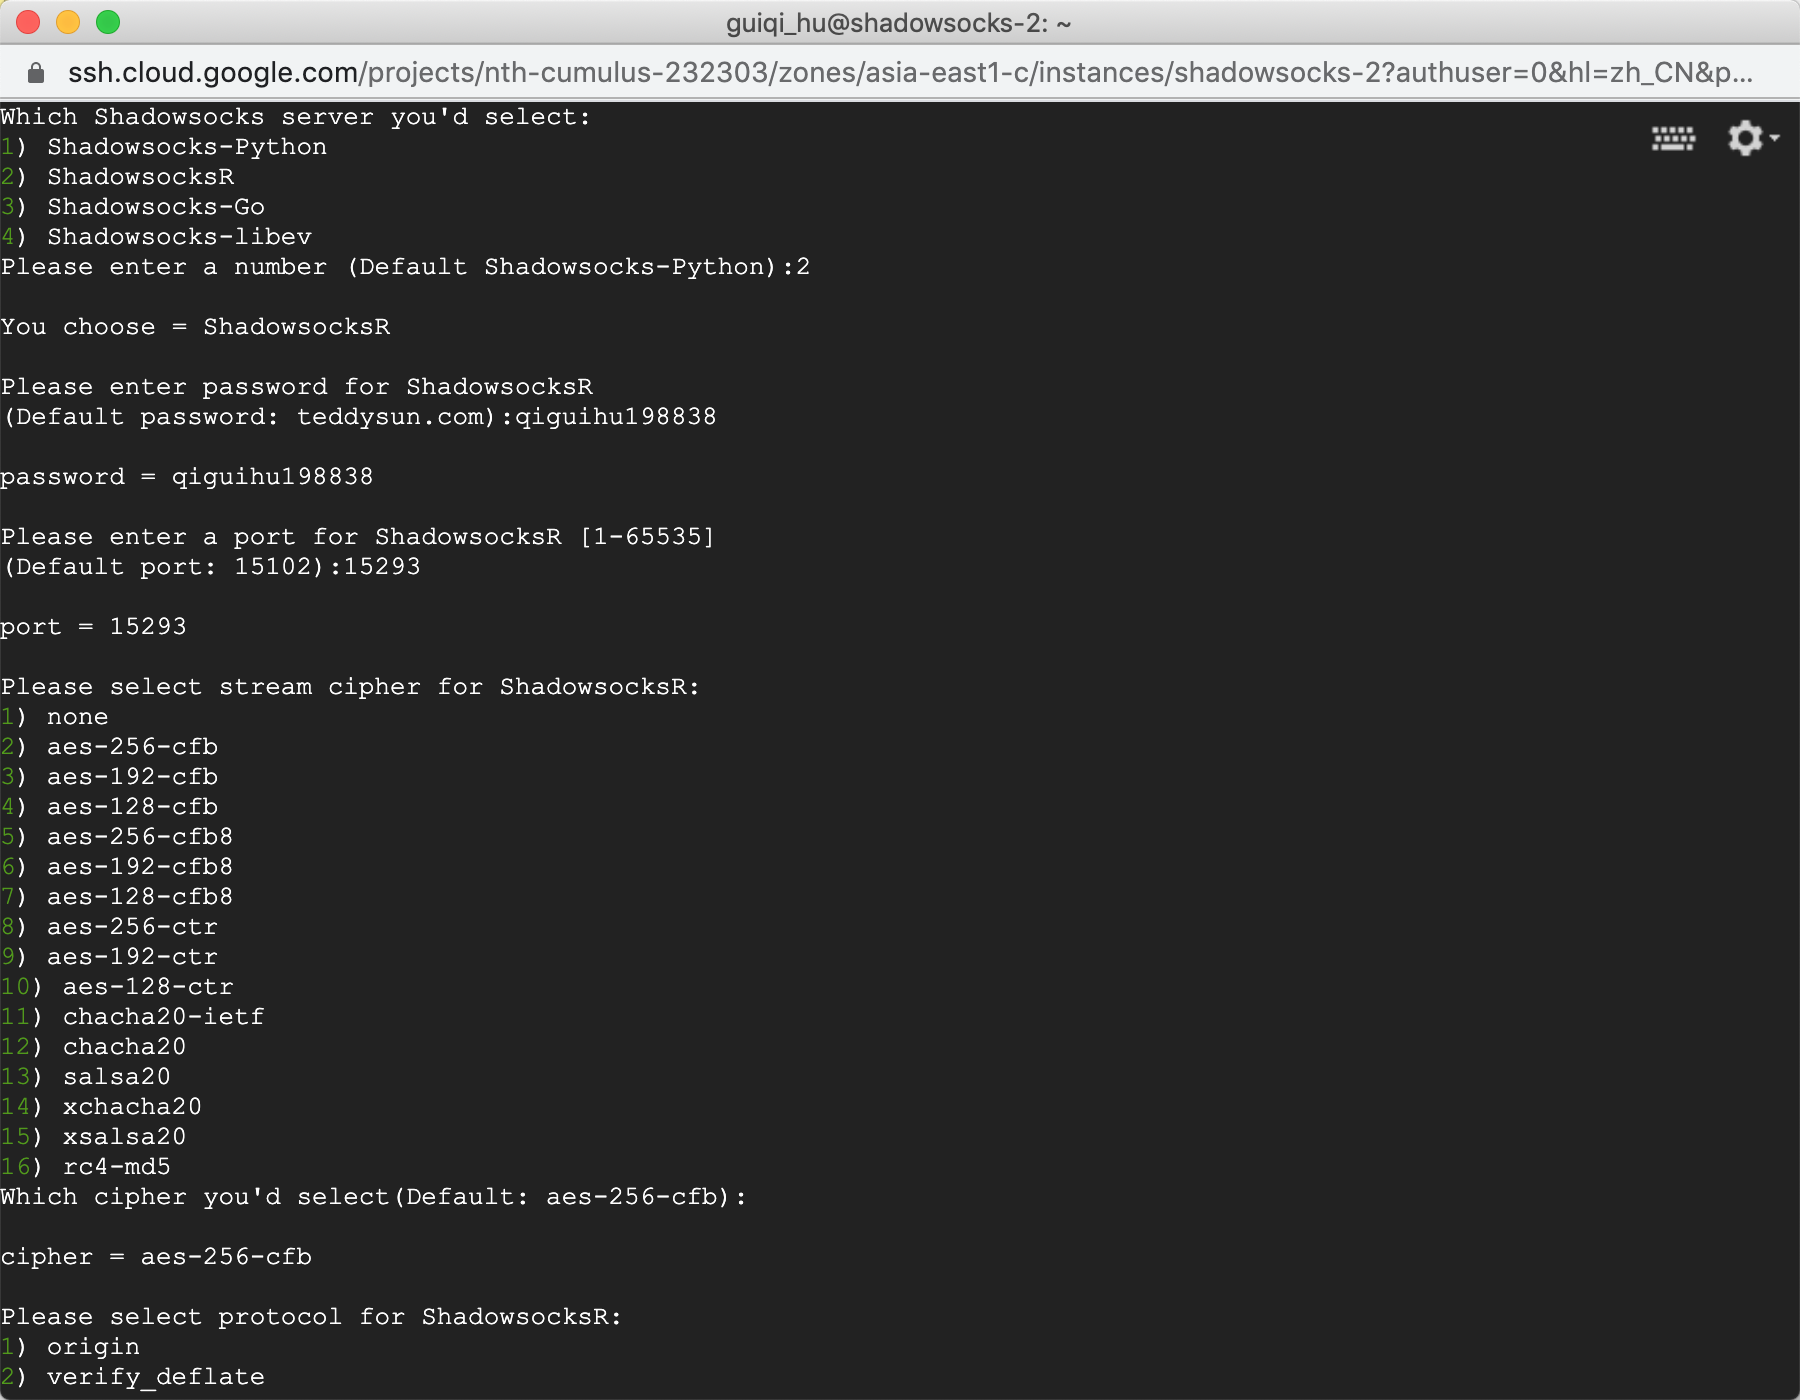 guiqi_hu@shadowsocks-2: ~
ssh.cloud.google.com/projects/nth-cumulus-232303/zones/asia-east1-c/instances/shadowsocks-2?authuser=0&hl=zh_CN&p...
Which Shadowsocks server you'd select:
1) Shadowsocks-Python
2) ShadowsocksR
3) Shadowsocks-Go
4) Shadowsocks-libev
Please enter a number (Default Shadowsocks-Python):2
You choose = ShadowsocksR
Please enter password for ShadowsocksR
(Default password: teddysun.com):qiguihu198838
password = qiguihu198838
Please enter a port for ShadowsocksR [1-65535]
(Default port: 15102):15293
port = 15293
Please select stream cipher for ShadowsocksR:
1) none
2) aes-256-cfb
3) aes-192-cfb
4) aes-128-cfb
5) aes-256-cfb8
6) aes-192-cfb8
7) aes-128-cfb8
8) aes-256-ctr
9) aes-192-ctr
10) aes-128-ctr
11) chacha20-ietf
12) chacha20
13) salsa20
14) xchacha20
15) xsalsa20
16) rc4-md5
Which cipher you'd select(Default: aes-256-cfb):
cipher = aes-256-cfb
Please select protocol for ShadowsocksR:
1) origin
2) verify_deflate